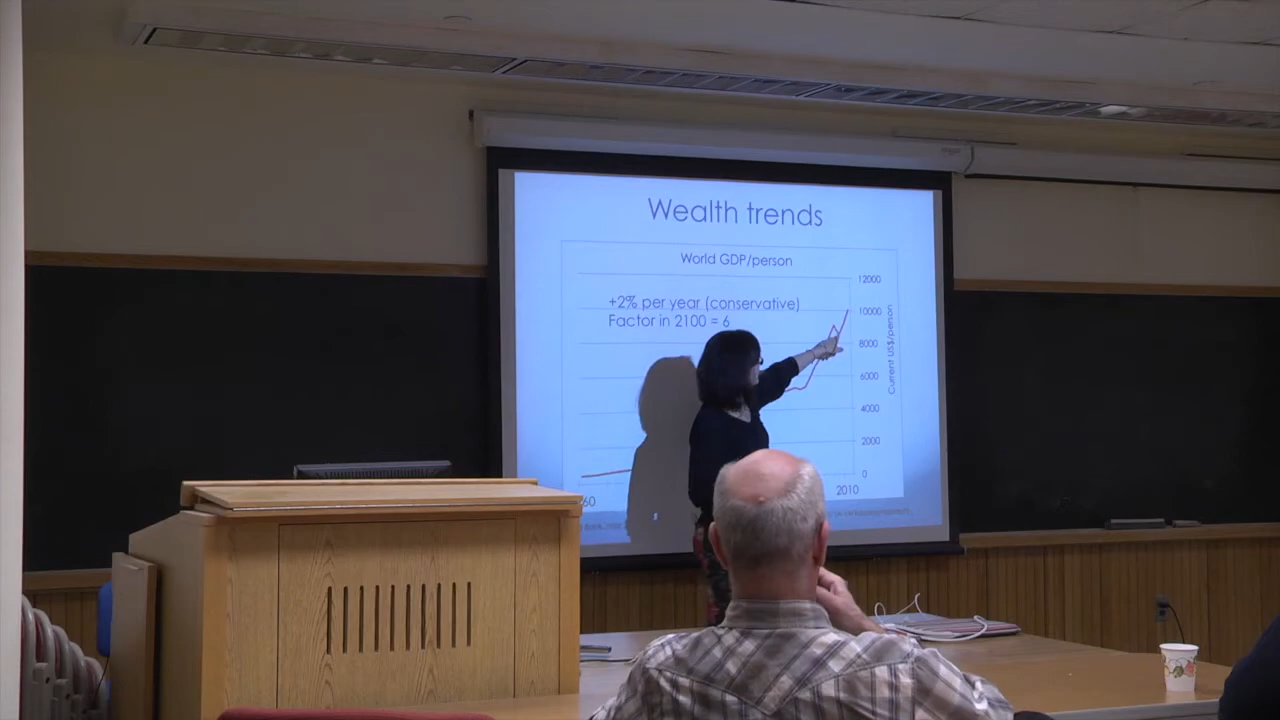 Wealth trends
World GDP/person
+2% per year (conservative)
Factor in 2100 = 6
12000
10000
8000
6000
4000
2000
0
Current US$/person
60
2010